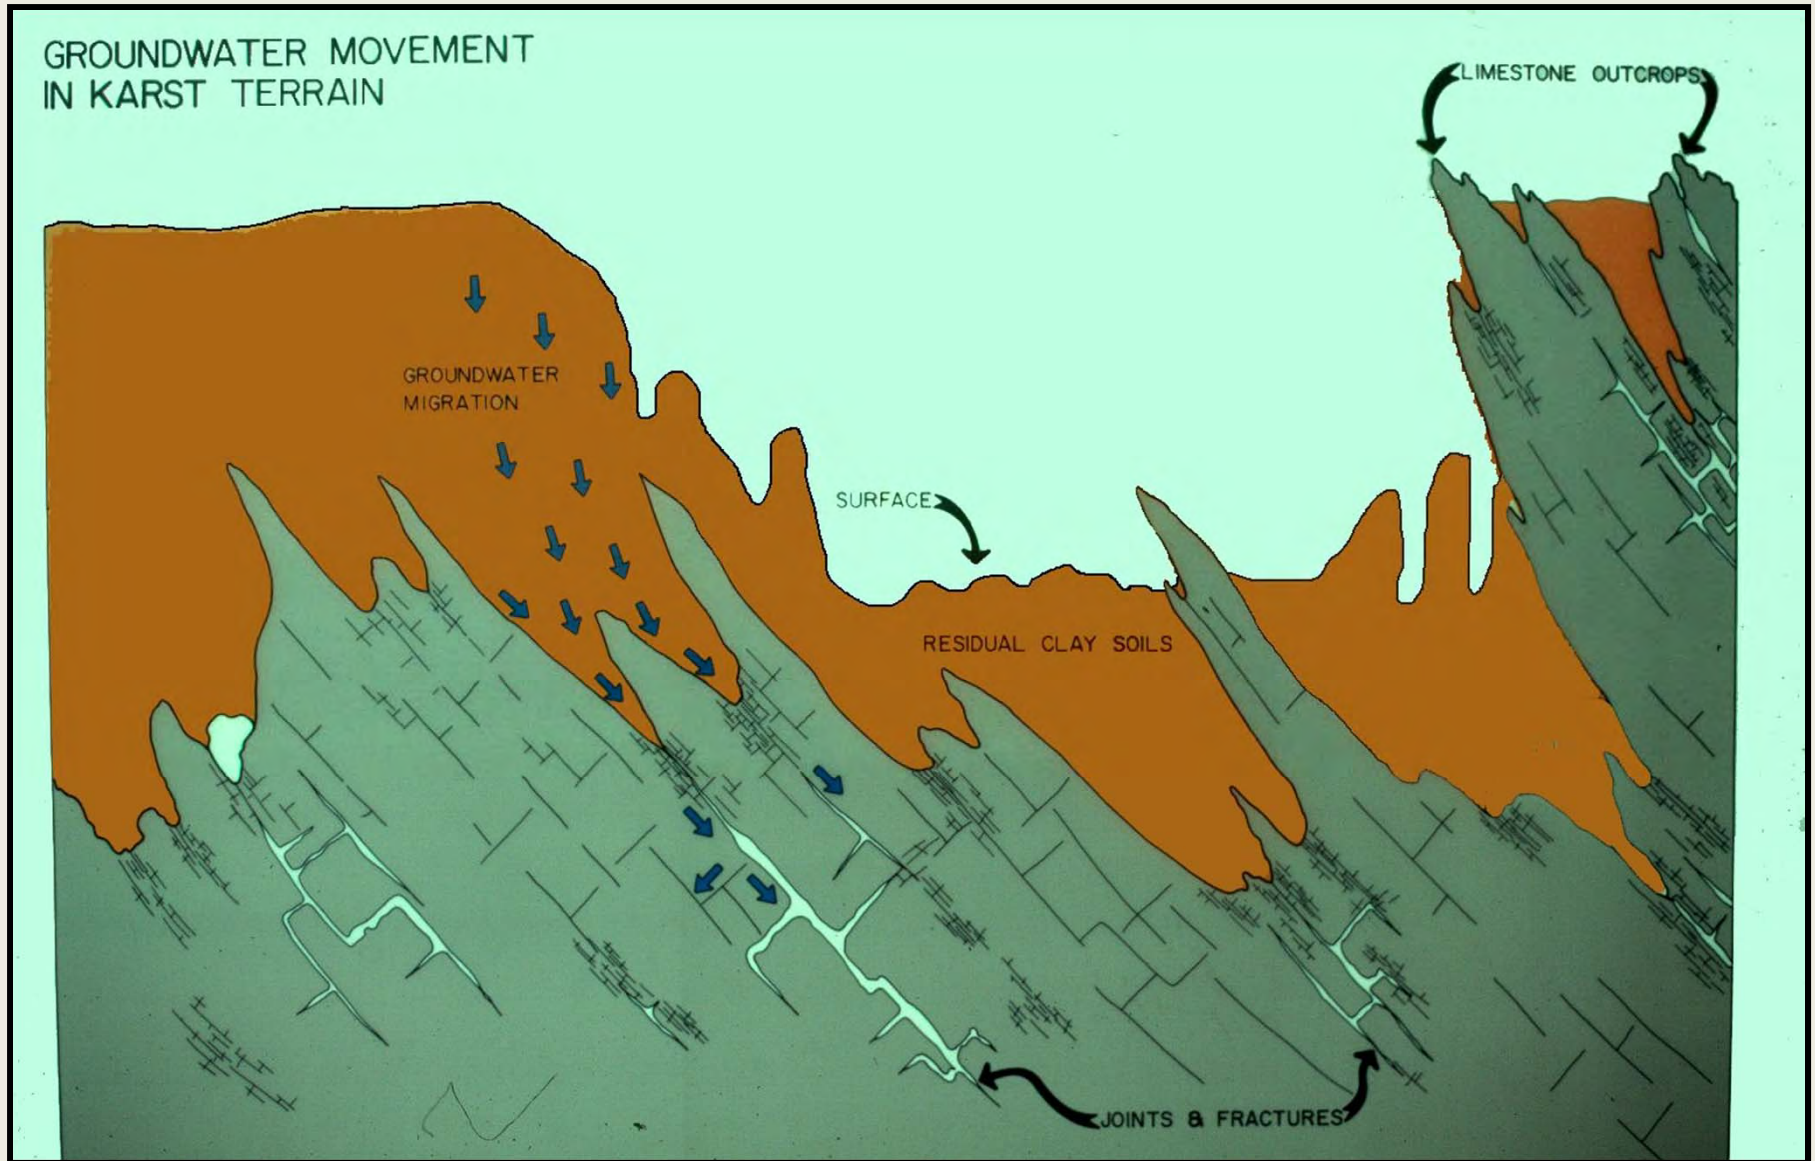 GROUNDWATER MOVEMENT
IN KARST TERRAIN
LIMESTONE OUTCROPS
GROUNDWATER
MIGRATION
SURFACE
RESIDUAL CLAY SOILS
JOINTS & FRACTURES